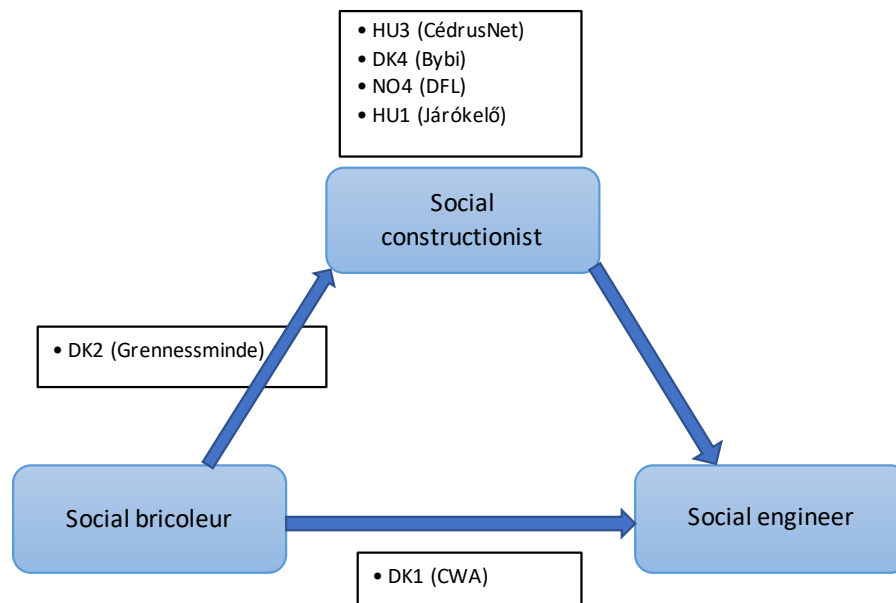 • HU3 (CédrusNet)
• DK4 (Bybi)
• NO4 (DFL)
• HU1 (Járókelő)
Social
constructionist
• DK2 (Grennessminde)
Social bricoleur
Social engineer
• DK1 (CWA)